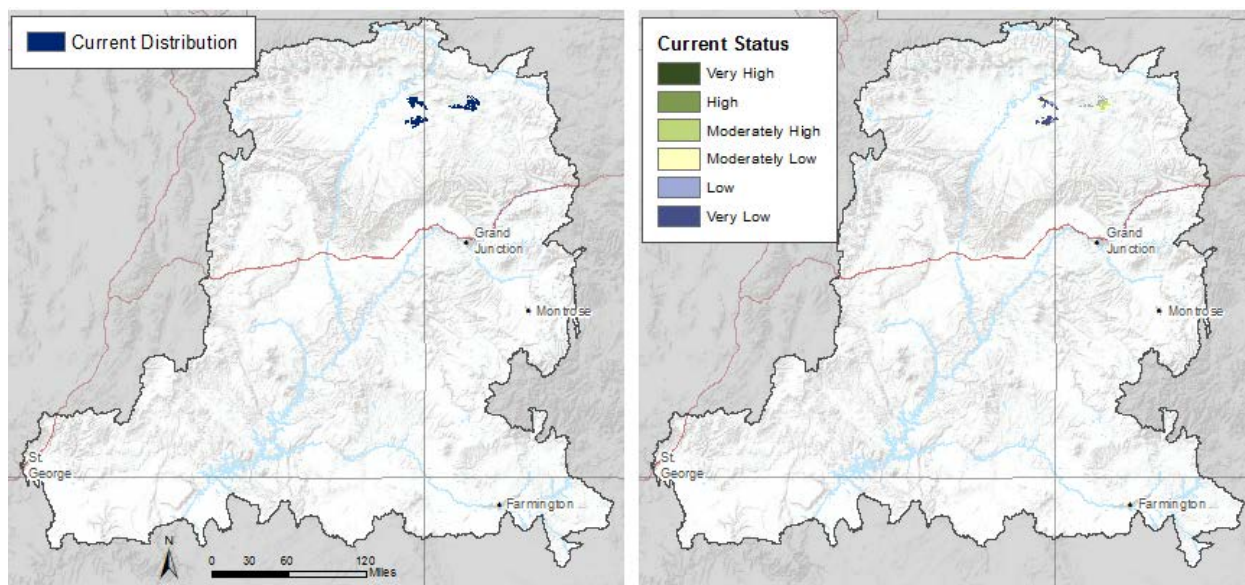 Current Distribution
Grand
Junction
Montrose
St.
George
Farmington
N
0 30 60 120
Miles
Current Status
Very High
High
Moderately High
Moderately Low
Low
Very Low
Grand
Junction
Montrose
St.
George
Farmington